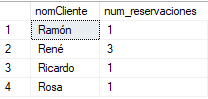 nomCliente num_reservaciones
1 Ramón 1
2 René 3
3 Ricardo 1
4 Rosa 1